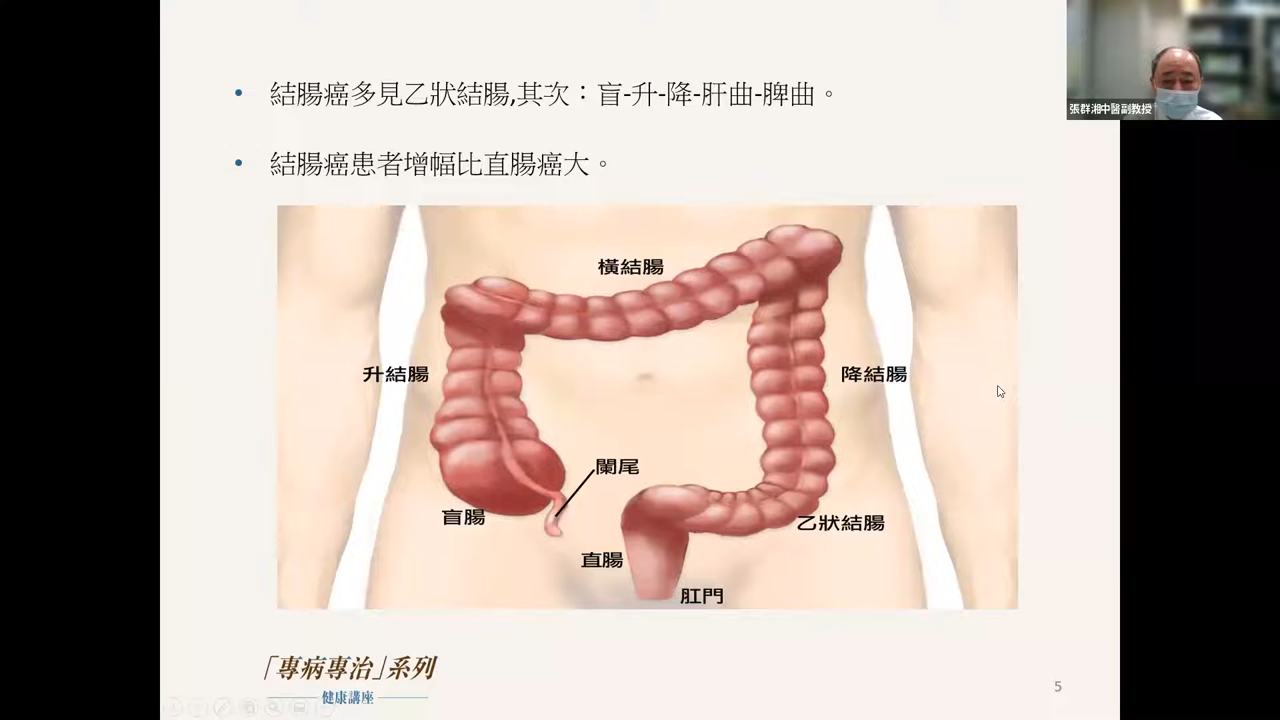 結腸癌多見乙狀結腸,其次：盲-升-降-肝曲-脾曲。
張群湘中醫副教授
結腸癌患者增幅比直腸癌大。
橫結腸
升結腸
降結腸
闌尾
盲腸
乙狀結腸
直腸
肛門
「專病專治」系列
健康講座
5